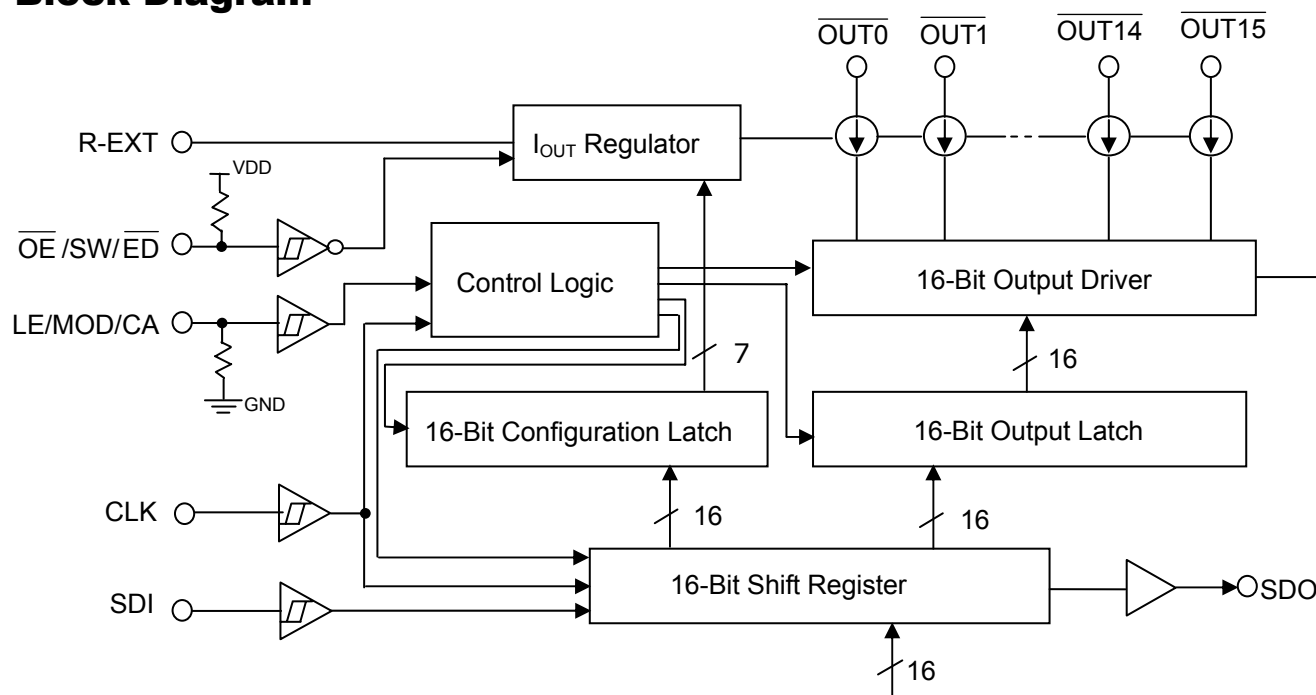 Block Diagram
OUT0 OUT1 OUT14 OUT15
R-EXT
IOUT Regulator
VDD
OE/SW/ED
Control Logic
16-Bit Output Driver
LE/MOD/CA
7
16
GND
16-Bit Configuration Latch
16-Bit Output Latch
CLK
16
16
16-Bit Shift Register
SDI
SDO
16